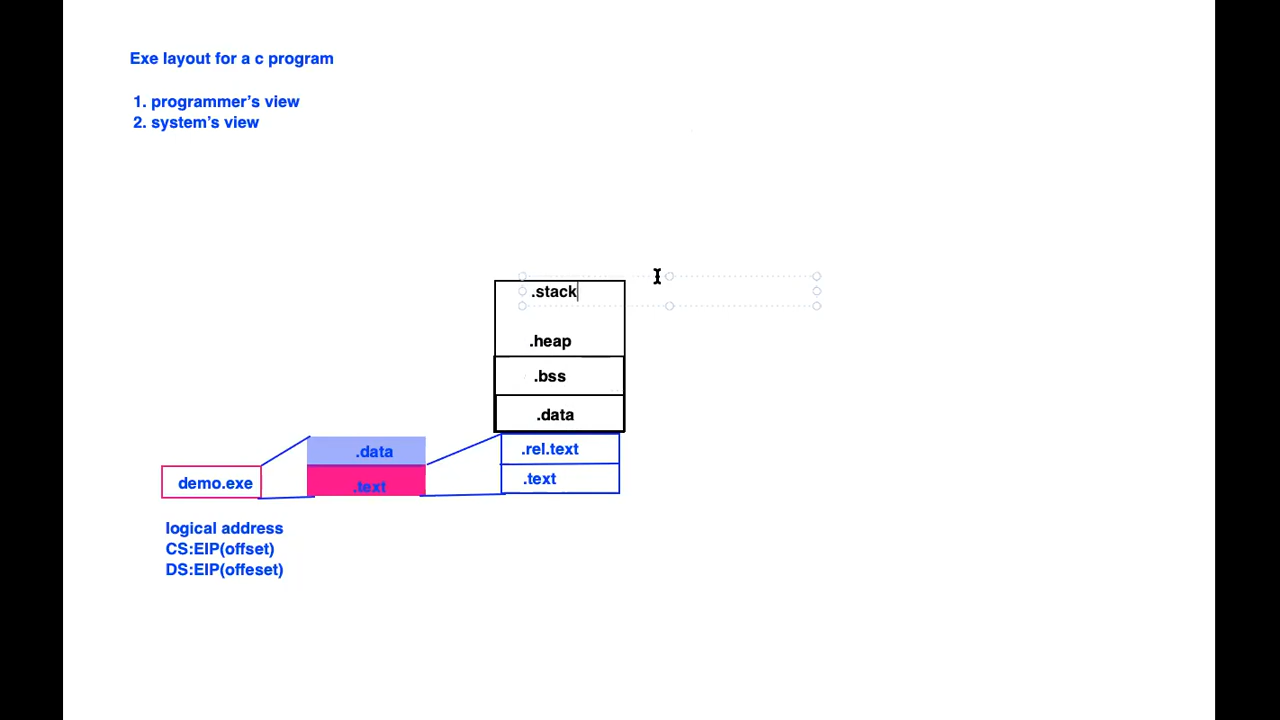 Exe layout for a c program
1. programmer's view
2. system's view
.stack
.heap
.bss
.data
.rel.text
.text
.data
.text
demo.exe
logical address
CS:EIP(offset)
DS:EIP(offeset)